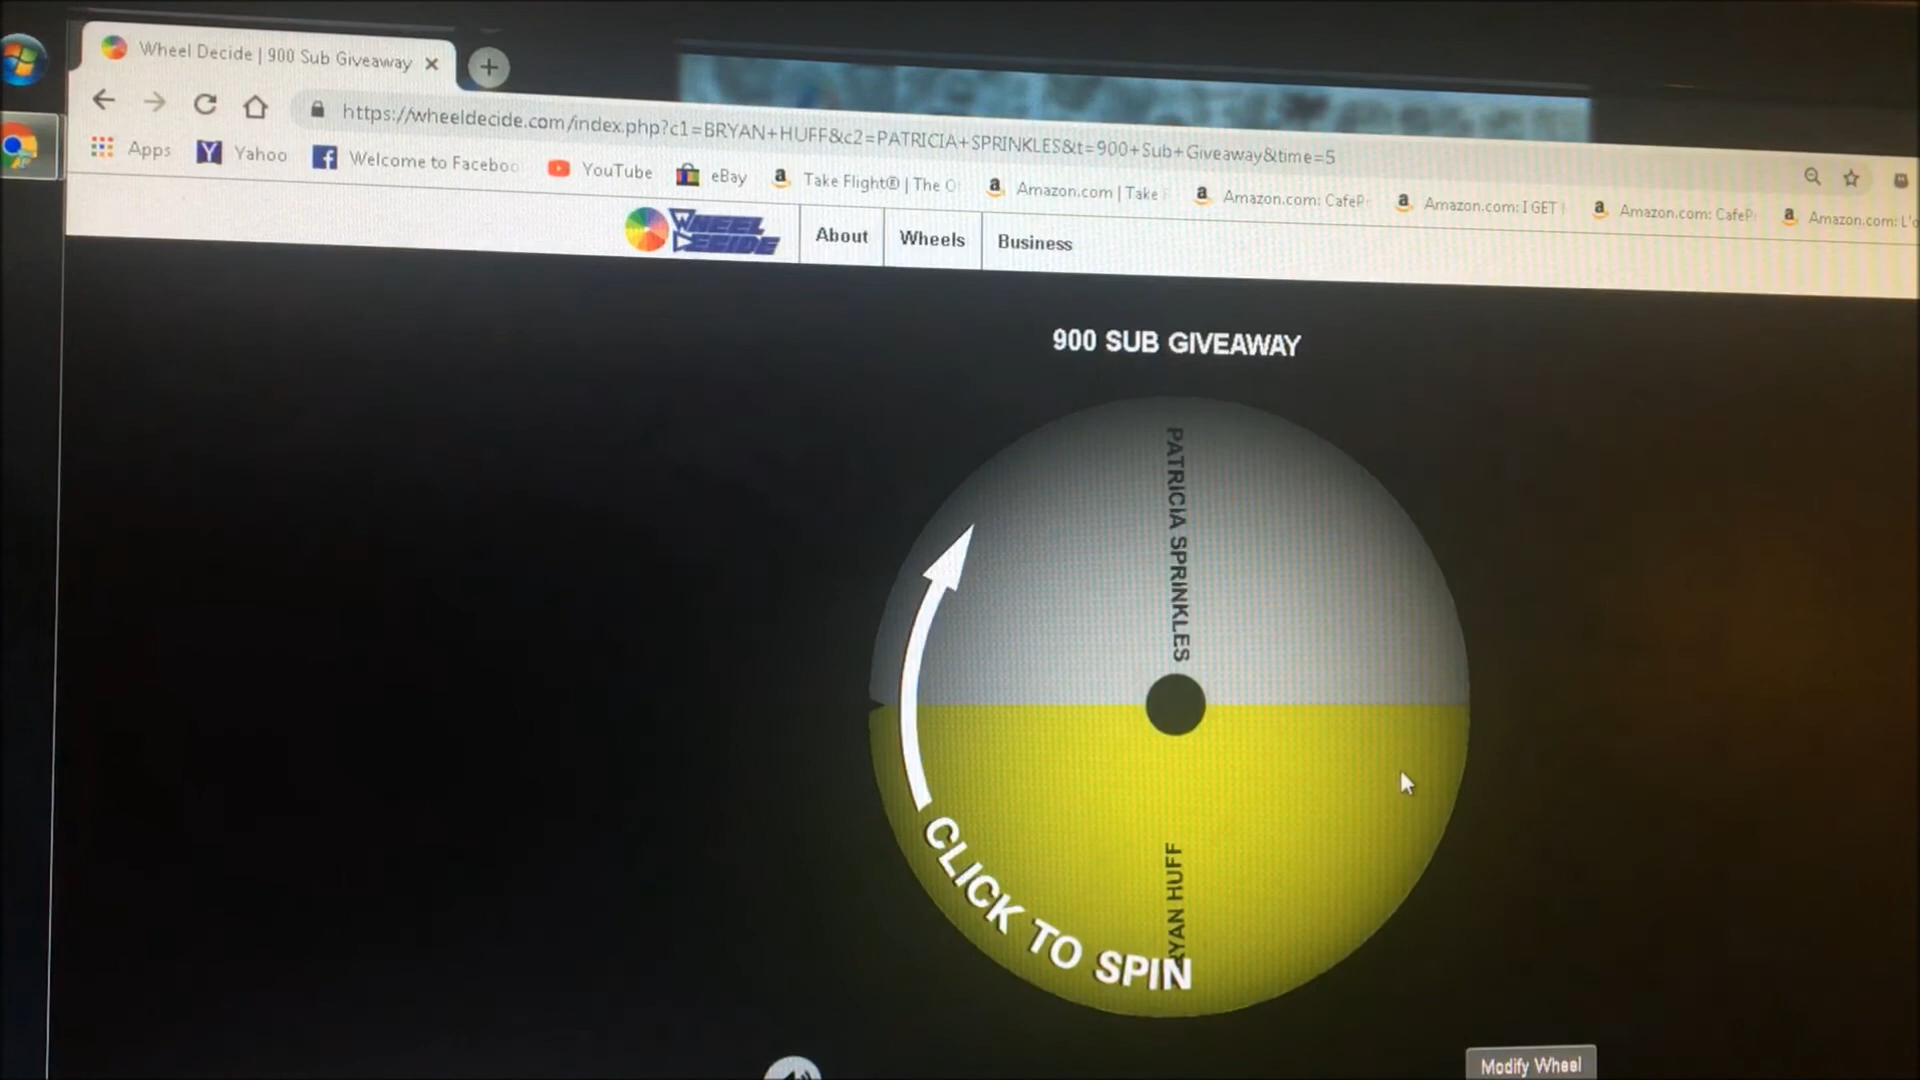 Wheel Decide | 900 Sub Giveaway
https://wheeldecide.com/index.php?c1=BRYAN+HUFF&c2=PATRICIA+SPRINKLES&t=900+Sub+Giveaway&time=5
Apps Yahoo Welcome to Faceboo YouTube eBay Take Flight® | The O Amazon.com | Take Amazon.com: CafeP Amazon.com: I GET Amazon.com: CafeP Amazon.com: L'o
WHEEL DECIDE About Wheels Business
900 SUB GIVEAWAY
PATRICIA SPRINKLES
YAN HUFF
CLICK TO SPIN
Modify Wheel